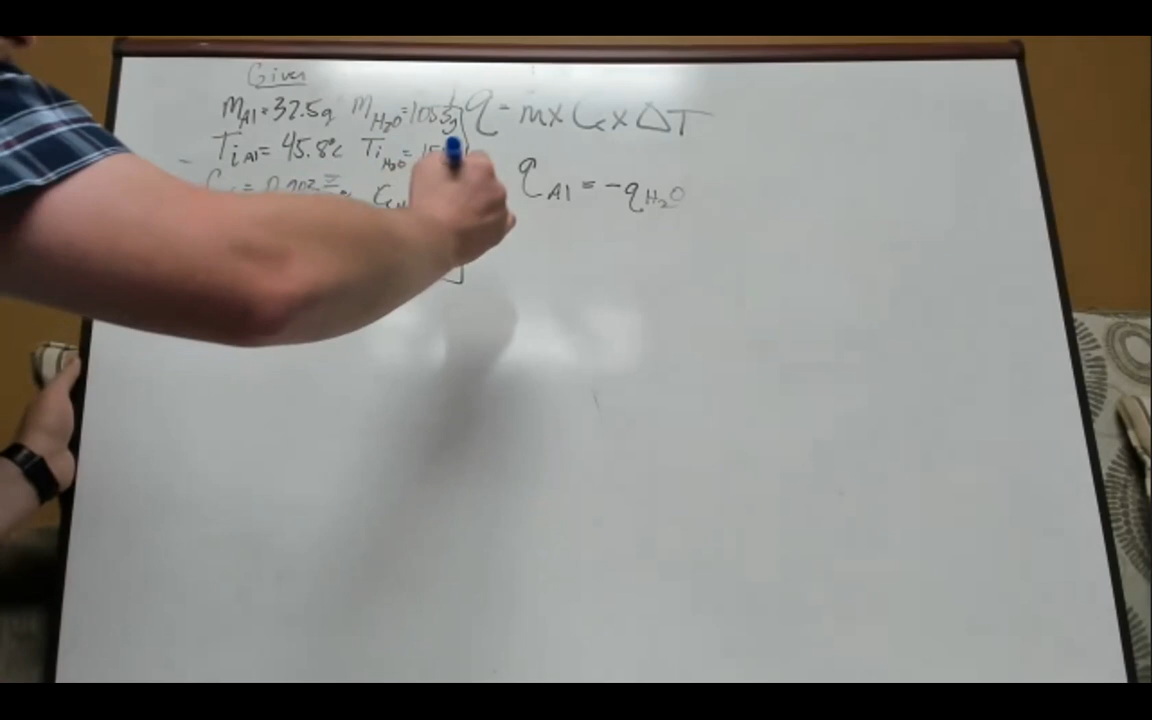 Given
m_Al = 32.5g m_H2O = 105.3g
T_i Al = 45.8°C T_i H2O = 15
= 0.902
q = m x Cs x ΔT
q_Al = -q_H2O